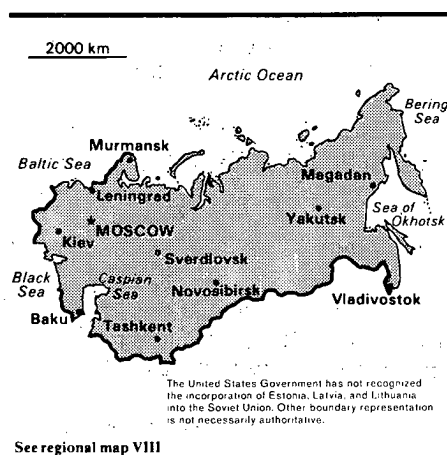 2000 km
Arctic Ocean
Bering
Sea
Murmansk
Baltic Sea
Magadan
Leningrad
Sea of
Okhotsk
Yakutsk
MOSCOW
Kiev
Sverdlovsk
Black
Sea
Caspian
Sea
Novosibirsk
Vladivostok
Baku
Tashkent
The United States Government has not recognized
the incorporation of Estonia, Latvia, and Lithuania
into the Soviet Union. Other boundary representation
is not necessarily authoritative.
See regional map VIII